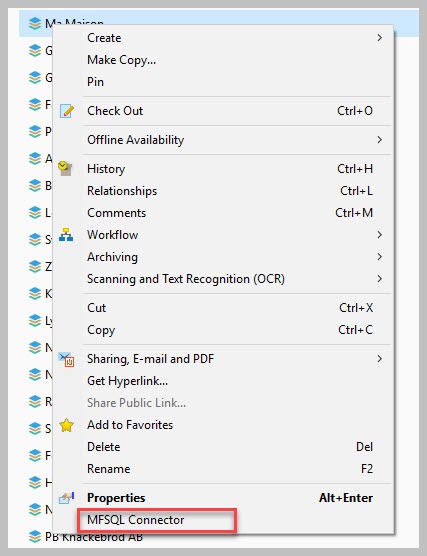 Ma Maison
Create
Make Copy...
Pin
Check Out Ctrl+O
Offline Availability
History Ctrl+H
Relationships Ctrl+L
Comments Ctrl+M
Workflow
Archiving
Scanning and Text Recognition (OCR)
Cut Ctrl+X
Copy Ctrl+C
Sharing, E-mail and PDF
Get Hyperlink...
Share Public Link...
Add to Favorites
Delete Del
Rename F2
Properties Alt+Enter
MFSQL Connector
PB Knackebrod AB